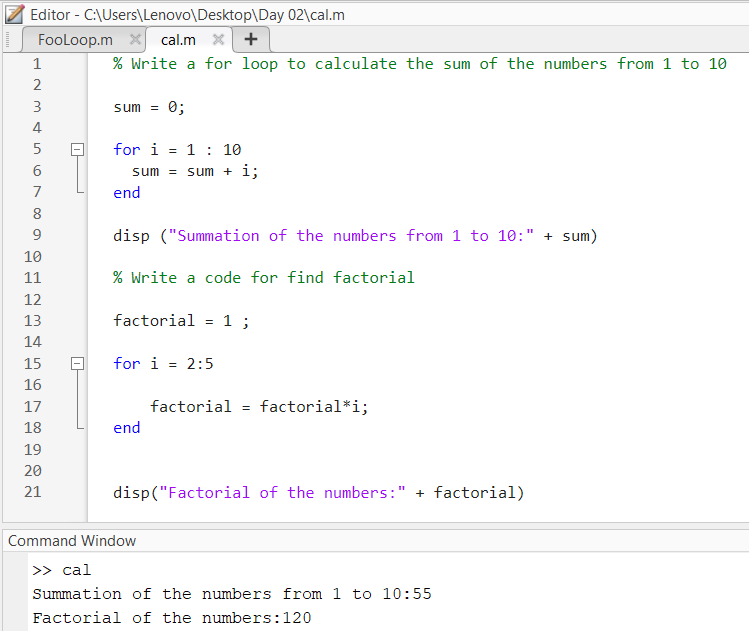 Editor - C:\Users\Lenovo\Desktop\Day 02\cal.m
FooLoop.m cal.m +
1 % Write a for loop to calculate the sum of the numbers from 1 to 10
2
3 sum = 0;
4
5 for i = 1 : 10
6 sum = sum + i;
7 end
8
9 disp ("Summation of the numbers from 1 to 10:" + sum)
10
11 % Write a code for find factorial
12
13 factorial = 1 ;
14
15 for i = 2:5
16
17 factorial = factorial*i;
18 end
19
20
21 disp("Factorial of the numbers:" + factorial)
Command Window
>> cal
Summation of the numbers from 1 to 10:55
Factorial of the numbers:120